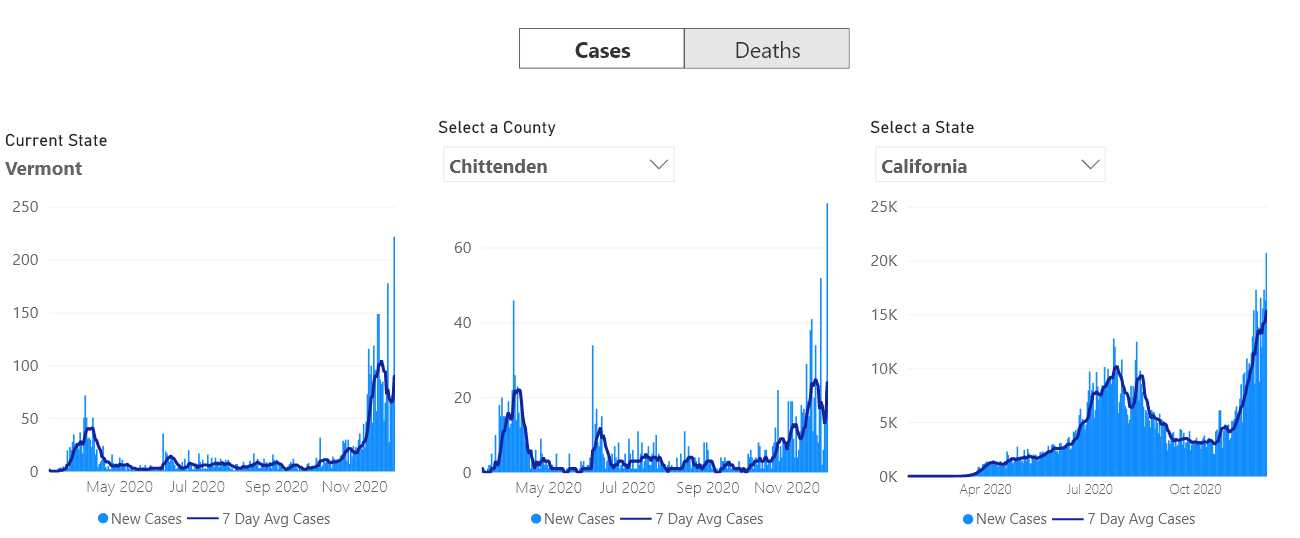 Cases Deaths
Current State
Vermont
250
200
150
100
50
0
May 2020 Jul 2020 Sep 2020 Nov 2020
New Cases 7 Day Avg Cases
Select a County
Chittenden
60
40
20
0
May 2020 Jul 2020 Sep 2020 Nov 2020
New Cases 7 Day Avg Cases
Select a State
California
25K
20K
15K
10K
5K
0K
Apr 2020 Jul 2020 Oct 2020
New Cases 7 Day Avg Cases